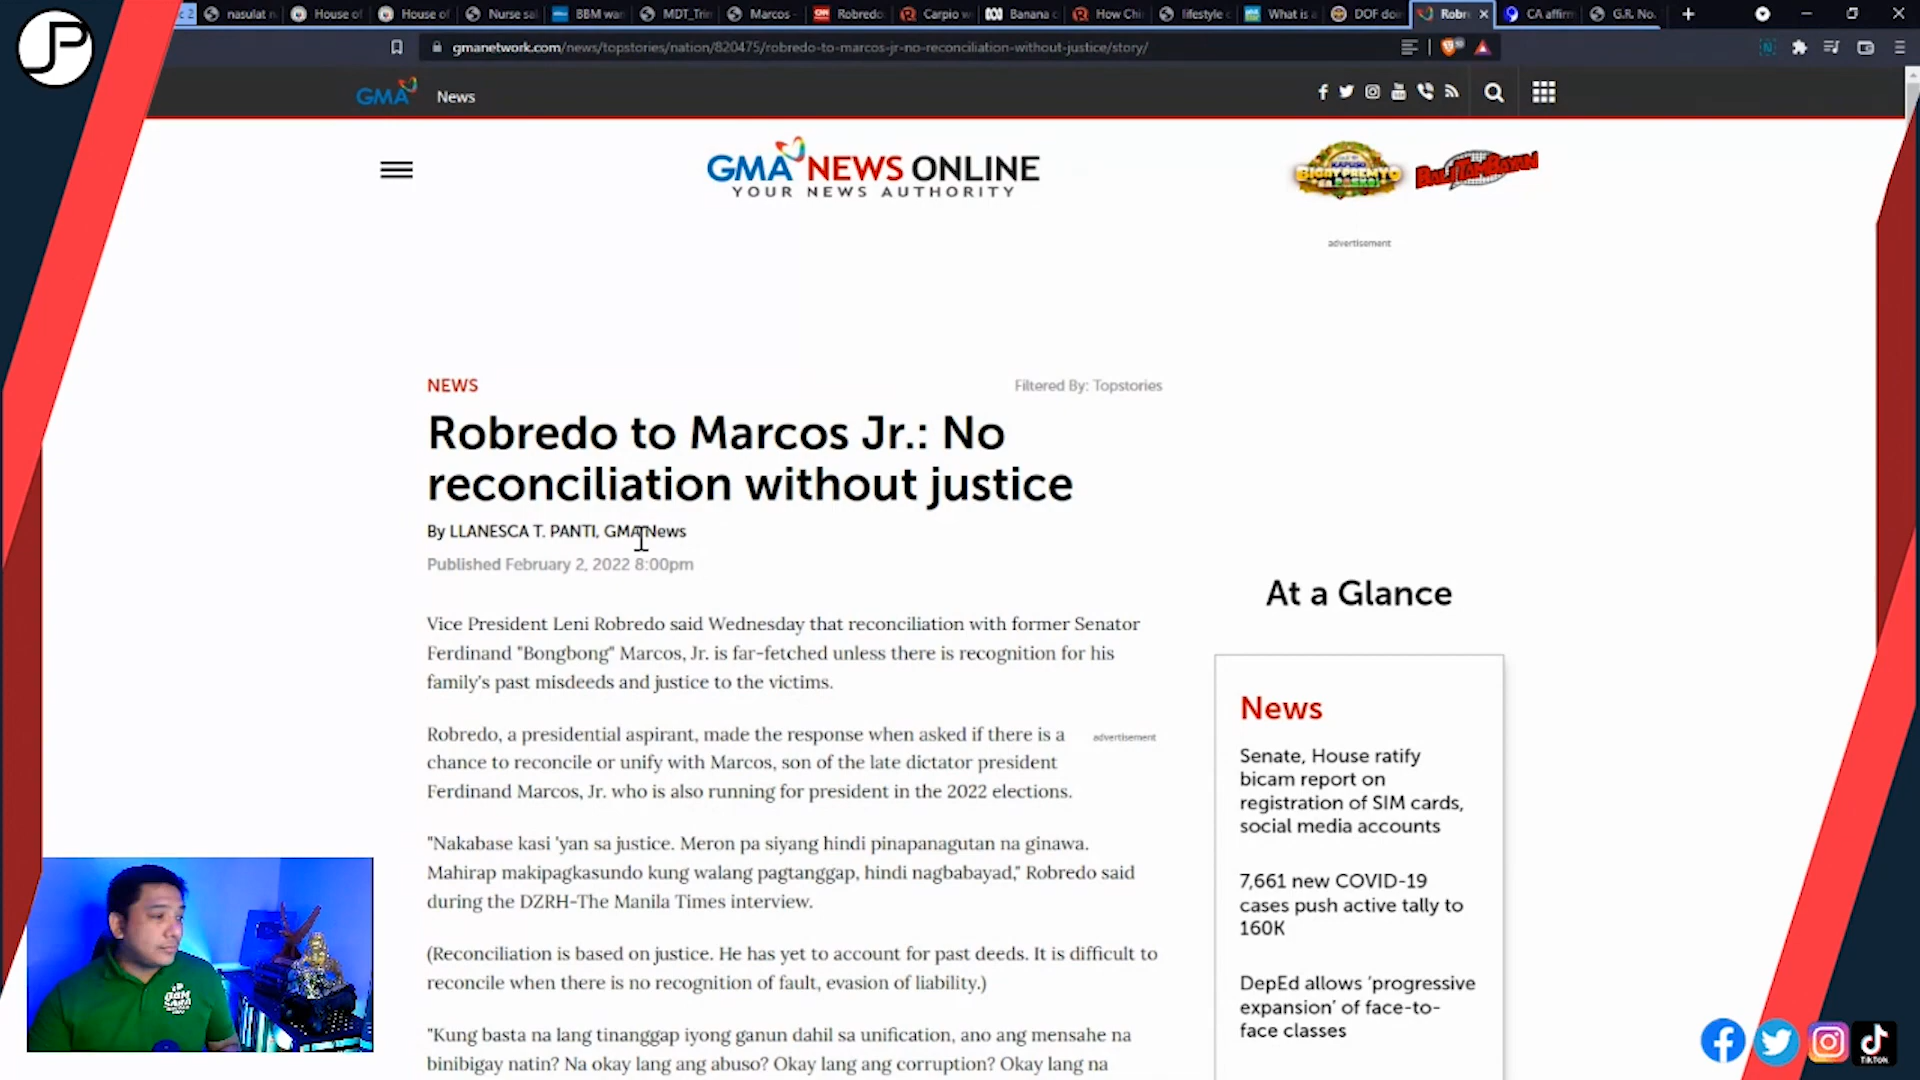 JP
c 2
nasulat n
House of
House of
Nurse sa
BBM wan
MDT_Trin
Marcos -
Robredo
Carpio w
Banana c
How Chi
lifestyle c
What is a
DOF do
Robr
CA affirm
G.R. No.
gmanetwork.com/news/topstories/nation/820475/robredo-to-marcos-jr-no-reconciliation-without-justice/story/
GMA News
GMA NEWS ONLINE
YOUR NEWS AUTHORITY
BALITAMBAYAN
advertisement
NEWS
Filtered By: Topstories
Robredo to Marcos Jr.: No
reconciliation without justice
By LLANESCA T. PANTI, GMA News
Published February 2, 2022 8:00pm
Vice President Leni Robredo said Wednesday that reconciliation with former Senator
Ferdinand "Bongbong" Marcos, Jr. is far-fetched unless there is recognition for his
family's past misdeeds and justice to the victims.
Robredo, a presidential aspirant, made the response when asked if there is a
chance to reconcile or unify with Marcos, son of the late dictator president
Ferdinand Marcos, Jr. who is also running for president in the 2022 elections.
advertisement
"Nakabase kasi 'yan sa justice. Meron pa siyang hindi pinapanagutan na ginawa.
Mahirap makipagkasundo kung walang pagtanggap, hindi nagbabayad," Robredo said
during the DZRH-The Manila Times interview.
(Reconciliation is based on justice. He has yet to account for past deeds. It is difficult to
reconcile when there is no recognition of fault, evasion of liability.)
"Kung basta na lang tinanggap iyong ganun dahil sa unification, ano ang mensahe na
binibigay natin? Na okay lang ang abuso? Okay lang ang corruption? Okay lang na
At a Glance
News
Senate, House ratify
bicam report on
registration of SIM cards,
social media accounts
7,661 new COVID-19
cases push active tally to
160K
DepEd allows ‘progressive
expansion’ of face-to-
face classes
TikTok